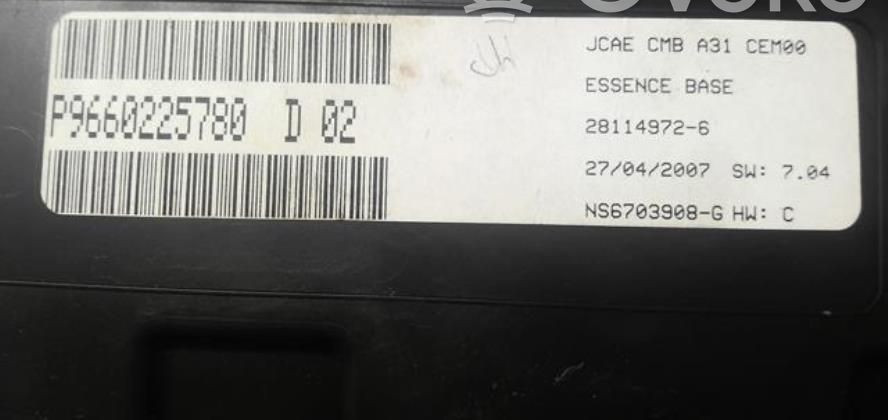 P9660225780 D 02
JCAE CMB A31 CEM00
ESSENCE BASE
28114972-6
27/04/2007 SW: 7.04
NS6703908-G HW: C